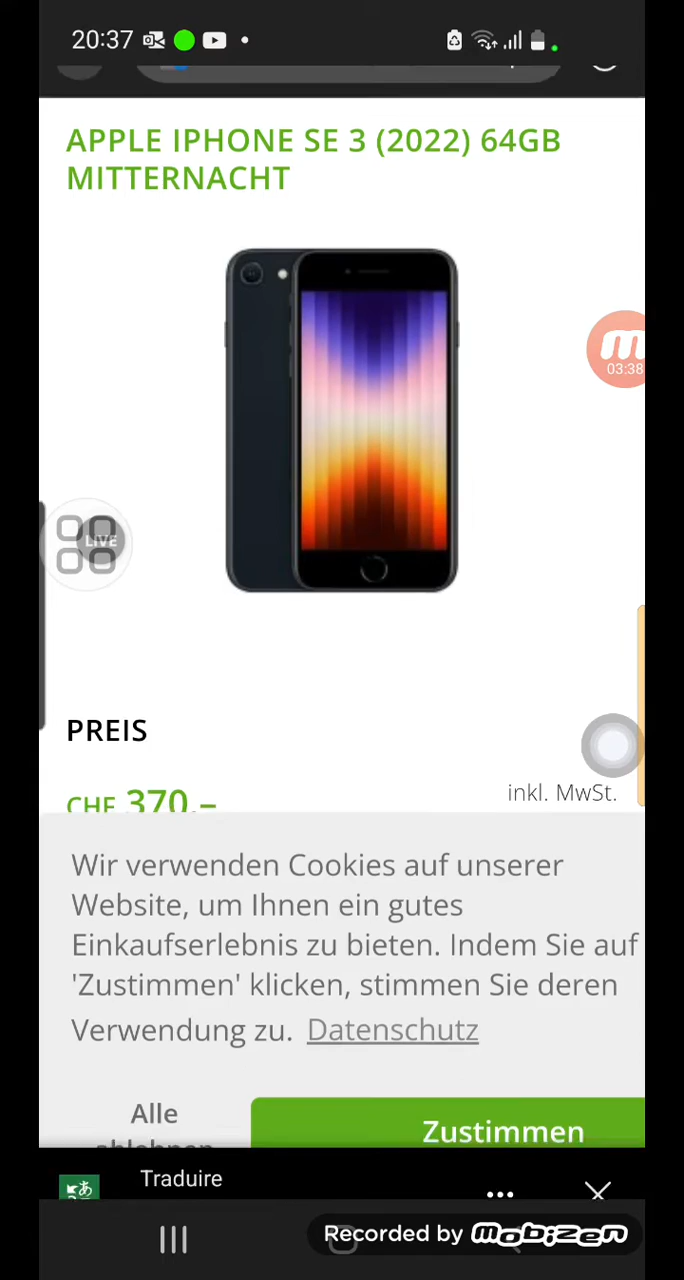 20:37
APPLE IPHONE SE 3 (2022) 64GB
MITTERNACHT
03:38
LIVE
PREIS
CHF 370.–
inkl. MwSt.
Wir verwenden Cookies auf unserer
Website, um Ihnen ein gutes
Einkaufserlebnis zu bieten. Indem Sie auf
'Zustimmen' klicken, stimmen Sie deren
Verwendung zu. Datenschutz
Alle
ablehnen
Zustimmen
Traduire
Recorded by mobizen